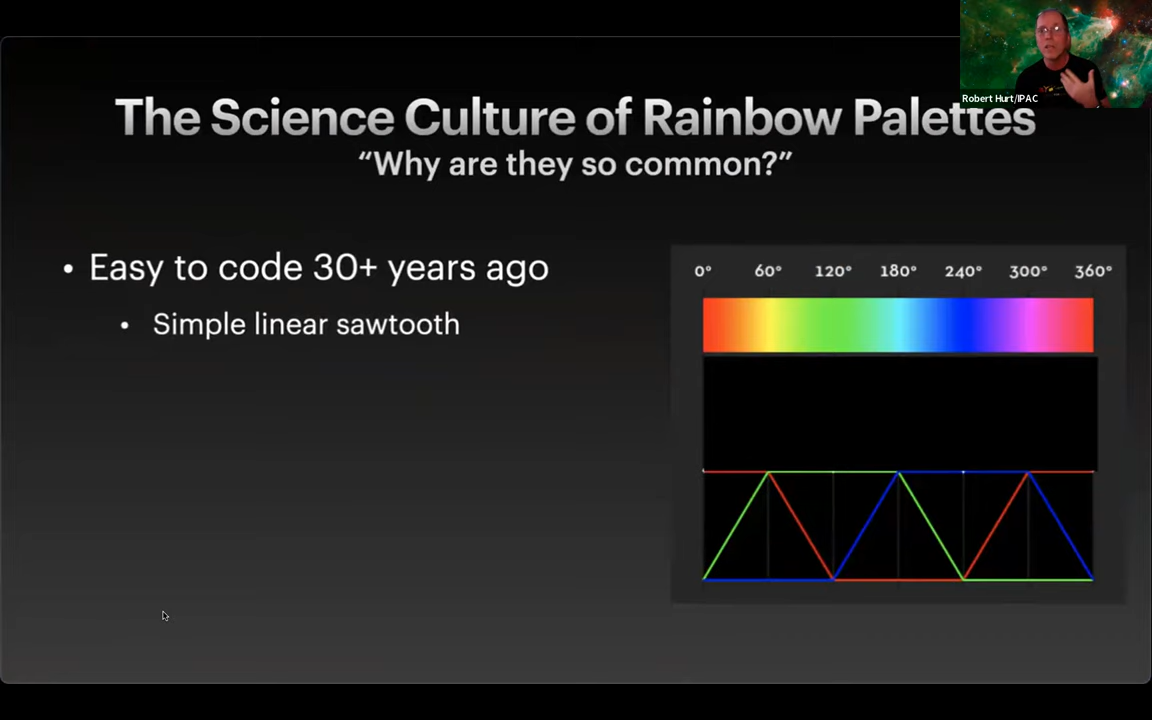 Robert Hurt/IPAC
The Science Culture of Rainbow Palettes
“Why are they so common?”
• Easy to code 30+ years ago
• Simple linear sawtooth
0° 60° 120° 180° 240° 300° 360°